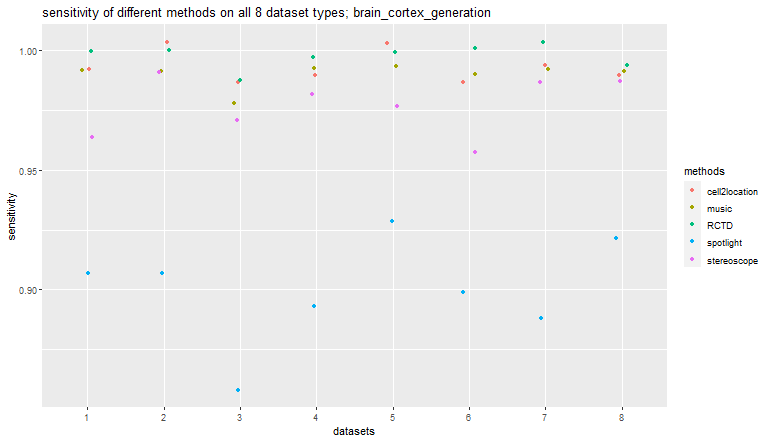 sensitivity of different methods on all 8 dataset types; brain_cortex_generation
1.00
0.95
0.90
sensitivity
1 2 3 4 5 6 7 8
datasets
methods
cell2location
music
RCTD
spotlight
stereoscope